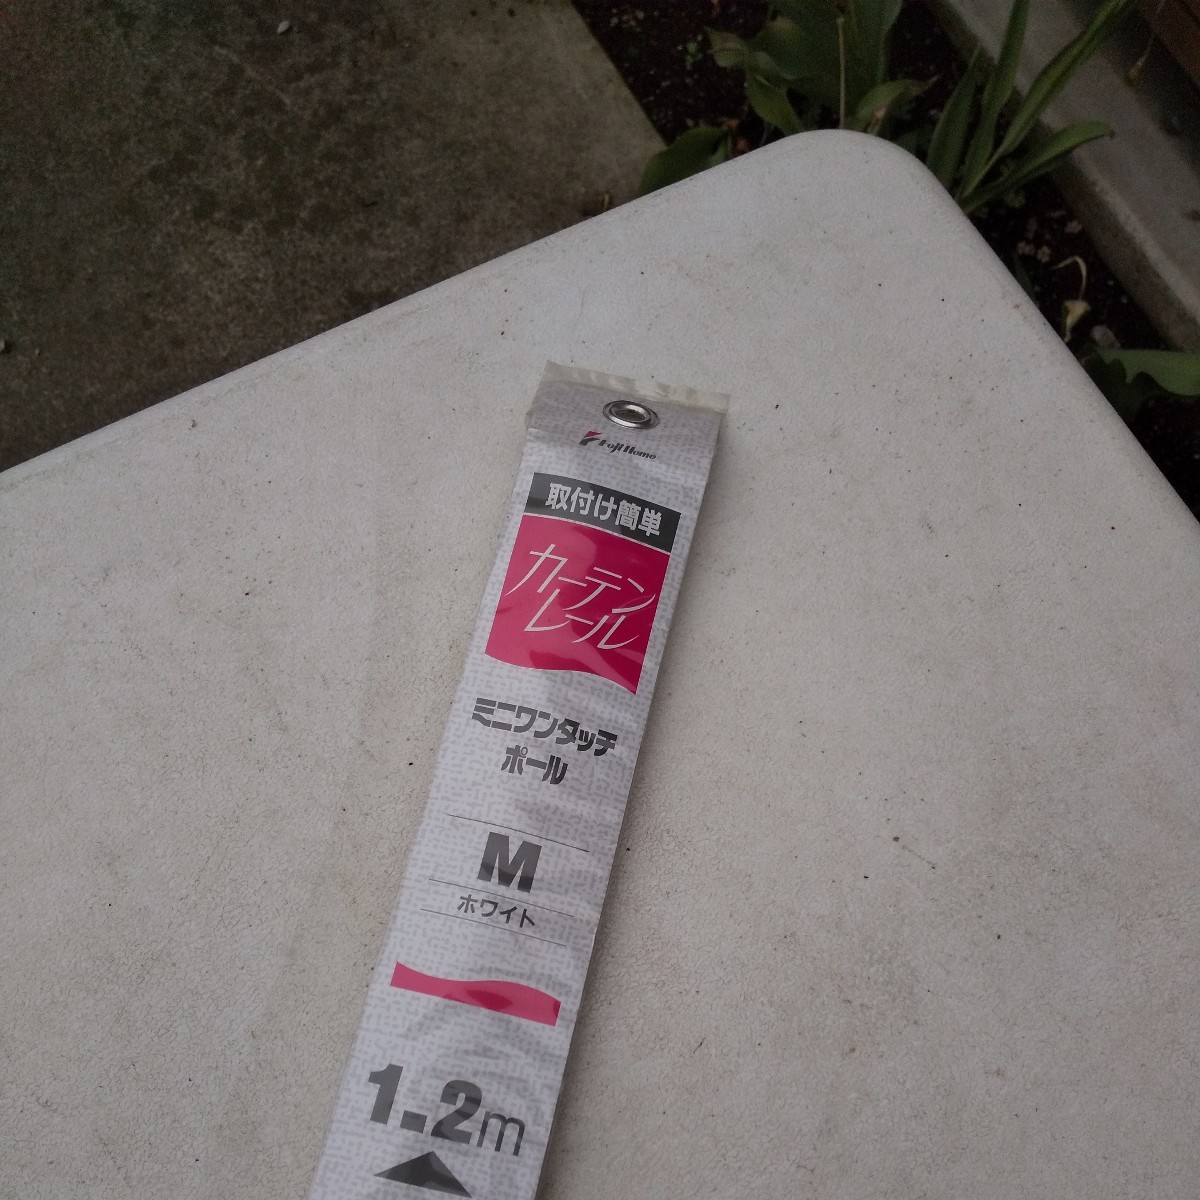 Fuji Home
取付け簡単
カーテン
レール
ミニワンタッチ
ポール
M
ホワイト
1.2m